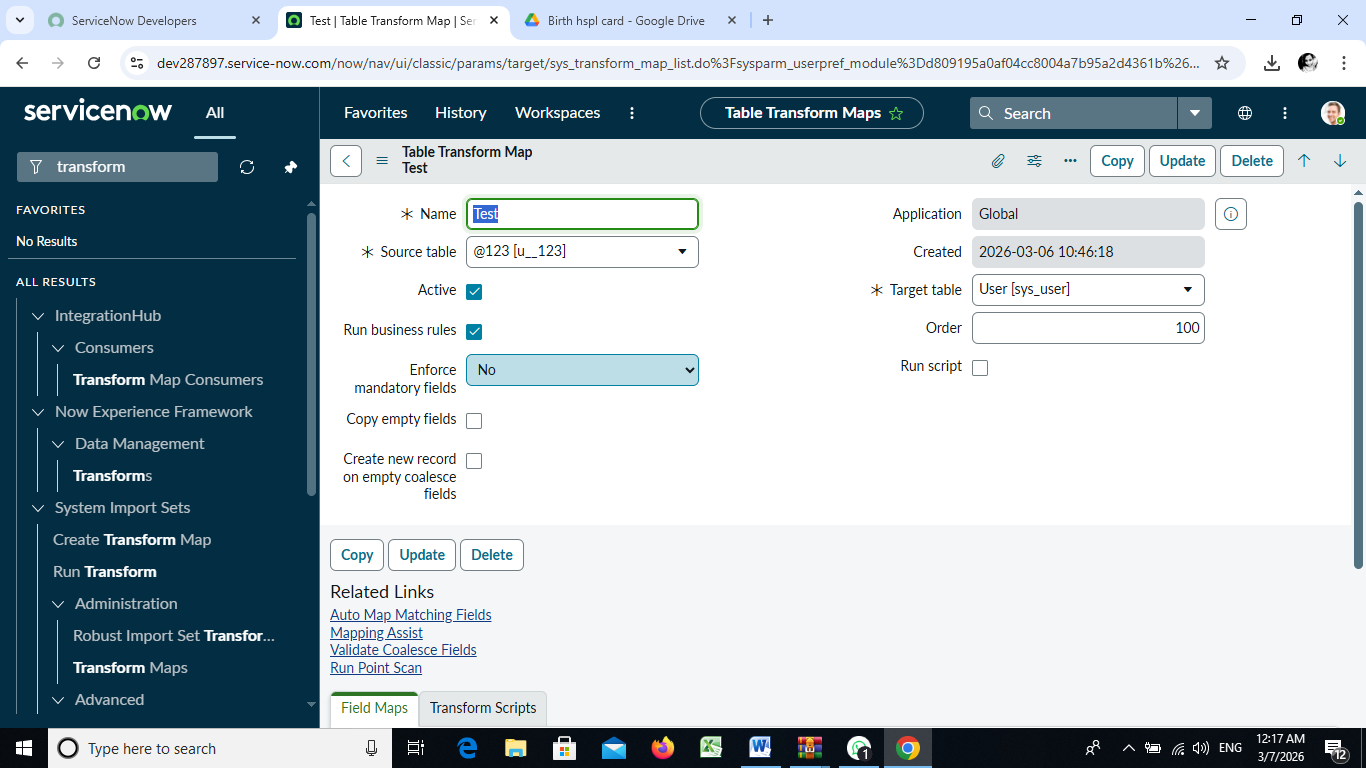 ServiceNow Developers
Test | Table Transform Map | Ser
Birth hspl card - Google Drive
dev287897.service-now.com/now/nav/ui/classic/params/target/sys_transform_map_list.do%3Fsysparm_userpref_module%3Dd809195a0af04cc8004a7b95a2d4361b%26...
servicenow
All
Favorites
History
Workspaces
Table Transform Maps
Search
transform
Table Transform Map
Test
Copy
Update
Delete
FAVORITES
No Results
ALL RESULTS
IntegrationHub
Consumers
Transform Map Consumers
Now Experience Framework
Data Management
Transforms
System Import Sets
Create Transform Map
Run Transform
Administration
Robust Import Set Transfor...
Transform Maps
Advanced
Name
Test
Source table
@123 [u__123]
Active
Run business rules
Enforce
mandatory fields
No
Copy empty fields
Create new record
on empty coalesce
fields
Application
Global
Created
2026-03-06 10:46:18
Target table
User [sys_user]
Order
100
Run script
Copy
Update
Delete
Related Links
Auto Map Matching Fields
Mapping Assist
Validate Coalesce Fields
Run Point Scan
Field Maps
Transform Scripts
Type here to search
1
ENG
12:17 AM
3/7/2026
12